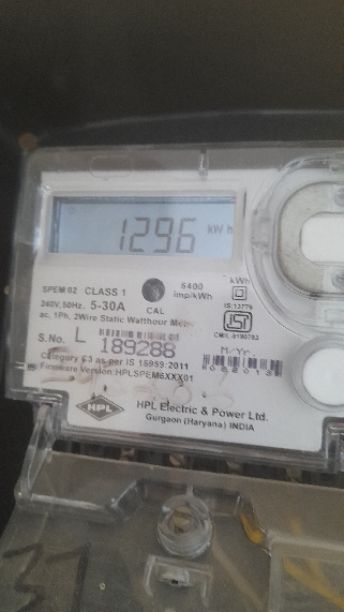 1296 kWh
SPEM 02 CLASS 1
240V, 50Hz, 5-30A
CAL
6400 imp/kWh
kWh
IS:13779
ac, 1Ph, 2Wire Static Watthour
S.No. L 189288
M/Yr.
Category C3 as per IS 15959:2011
Firmware Version:HPLSPEM6XXX01
HPL
HPL Electric & Power Ltd.
Gurgaon (Haryana) INDIA
31